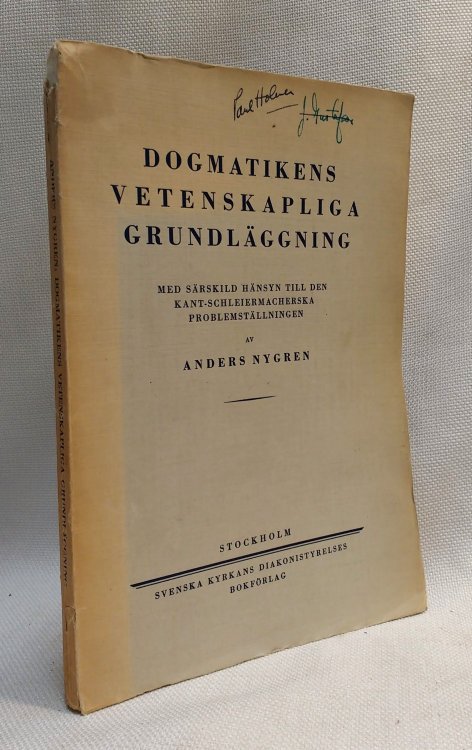 Paul Holmer
J. Gustafson
DOGMATIKENS
VETENSKAPLIGA
GRUNDLÄGGNING
MED SÄRSKILD HÄNSYN TILL DEN
KANT-SCHLEIERMACHERSKA
PROBLEMSTÄLLNINGEN
AV
ANDERS NYGREN
STOCKHOLM
SVENSKA KYRKANS DIAKONISTYRELSES
BOKFÖRLAG
NYGREN DOGMATIKENS VETENSKAPLIGA GRUNDLÄGGNING